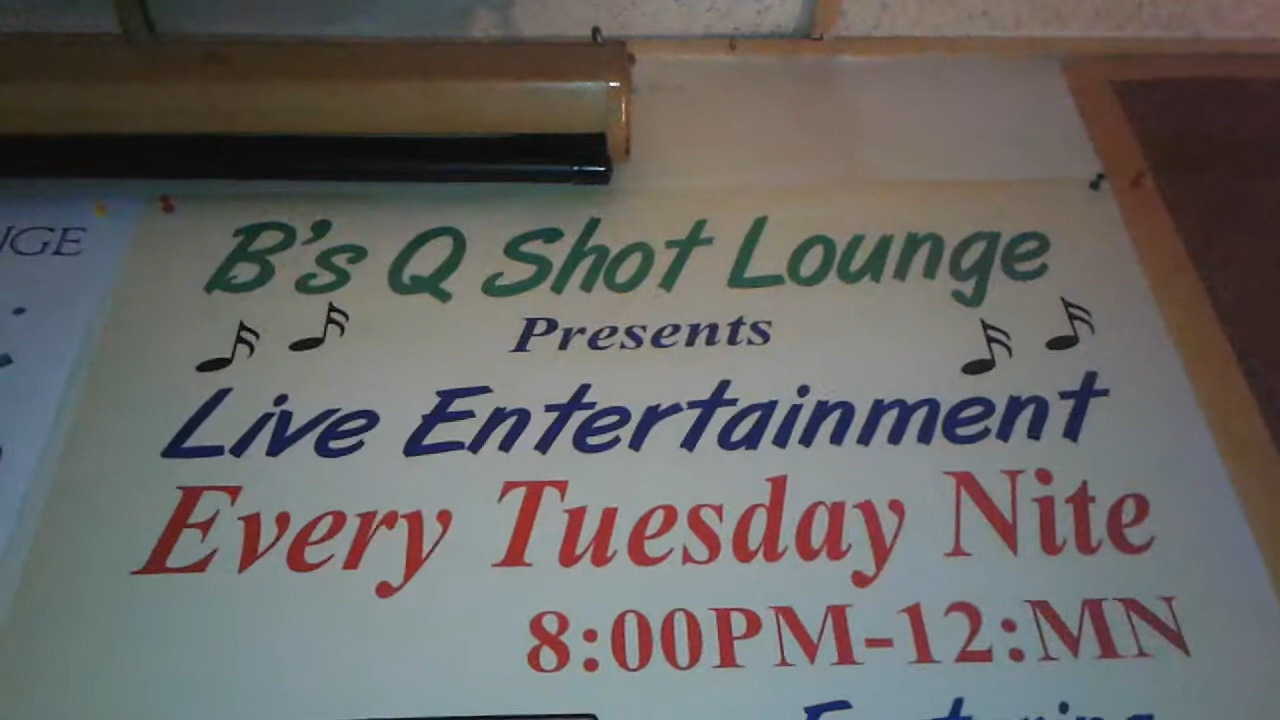 B's Q Shot Lounge
Presents
Live Entertainment
Every Tuesday Nite
8:00PM-12:MN